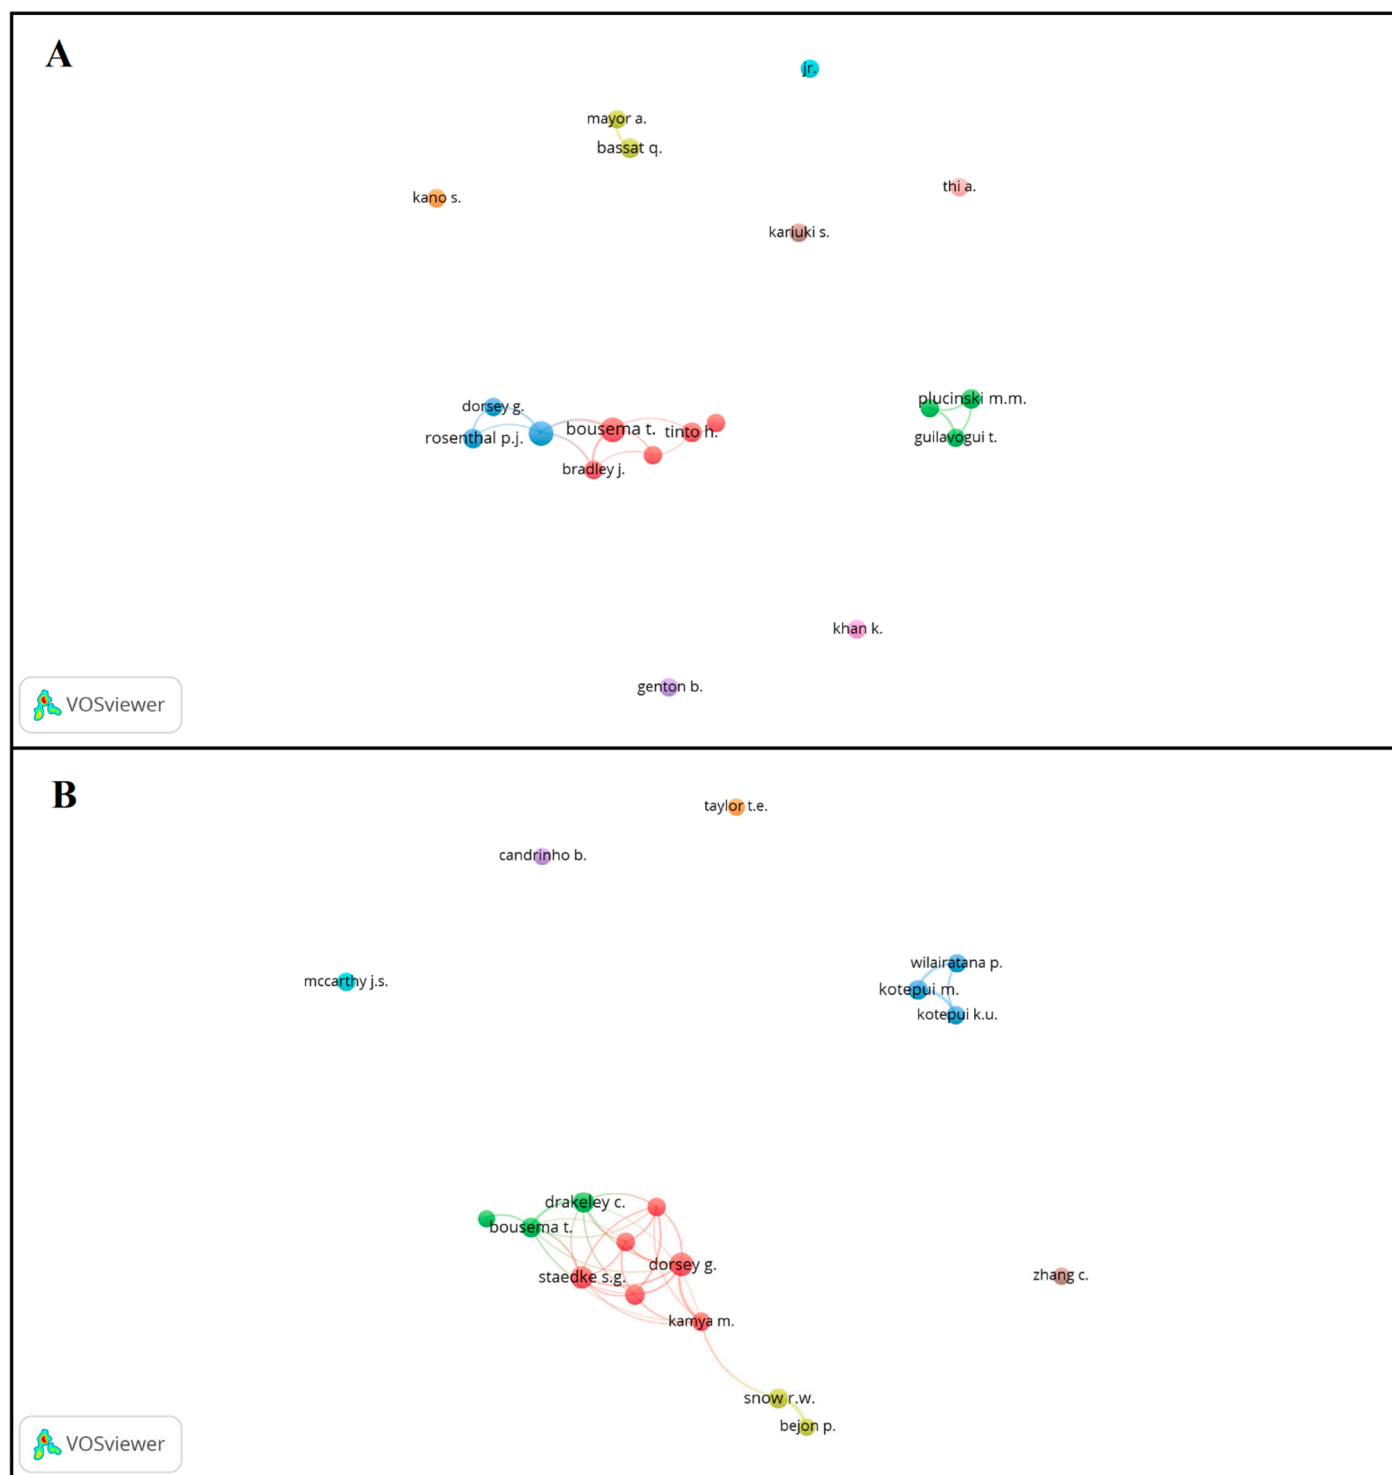 A
jr.
mayor a.
bassat q.
thi a.
kano s.
kariuki s.
plucinski m.m.
dorsey g.
bousema t.
tinto h.
rosenthal p.j.
guilavogui t.
bradley j.
khan k.
genton b.
VOSviewer
B
taylor t.e.
candrinho b.
wilairatana p.
mccarthy j.s.
kotepui m.
kotepui k.u.
drakeley c.
bousema t.
dorsey g.
staedke s.g.
zhang c.
kamya m.
snow r.w.
bejon p.
VOSviewer